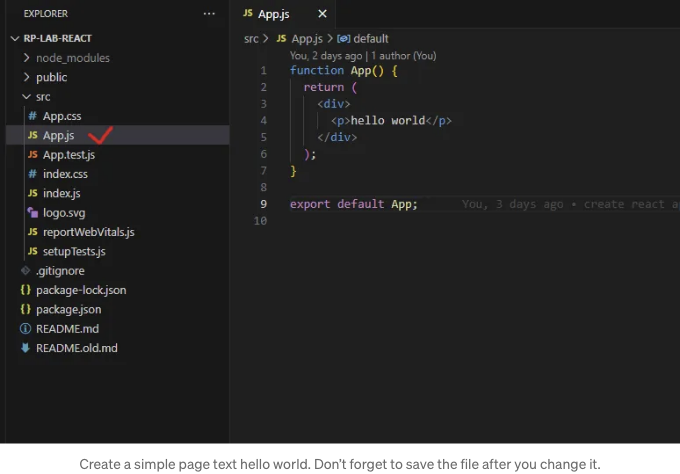 EXPLORER
RP-LAB-REACT
node_modules
public
src
# App.css
JS App.js
JS App.test.js
# index.css
JS index.js
logo.svg
JS reportWebVitals.js
JS setupTests.js
.gitignore
{} package-lock.json
{} package.json
README.md
README.old.md
JS App.js
src > JS App.js > default
You, 2 days ago | 1 author (You)
1 function App() {
2 return (
3 <div>
4 <p>hello world</p>
5 </div>
6 );
7 }
8
9 export default App; You, 3 days ago • create react a
10
Create a simple page text hello world. Don't forget to save the file after you change it.